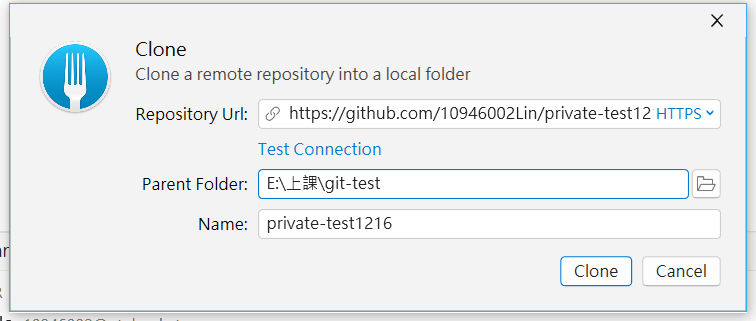 Clone
Clone a remote repository into a local folder
Repository Url: https://github.com/10946002Lin/private-test12 HTTPS
Test Connection
Parent Folder: E:\上課\git-test
Name: private-test1216
Clone Cancel